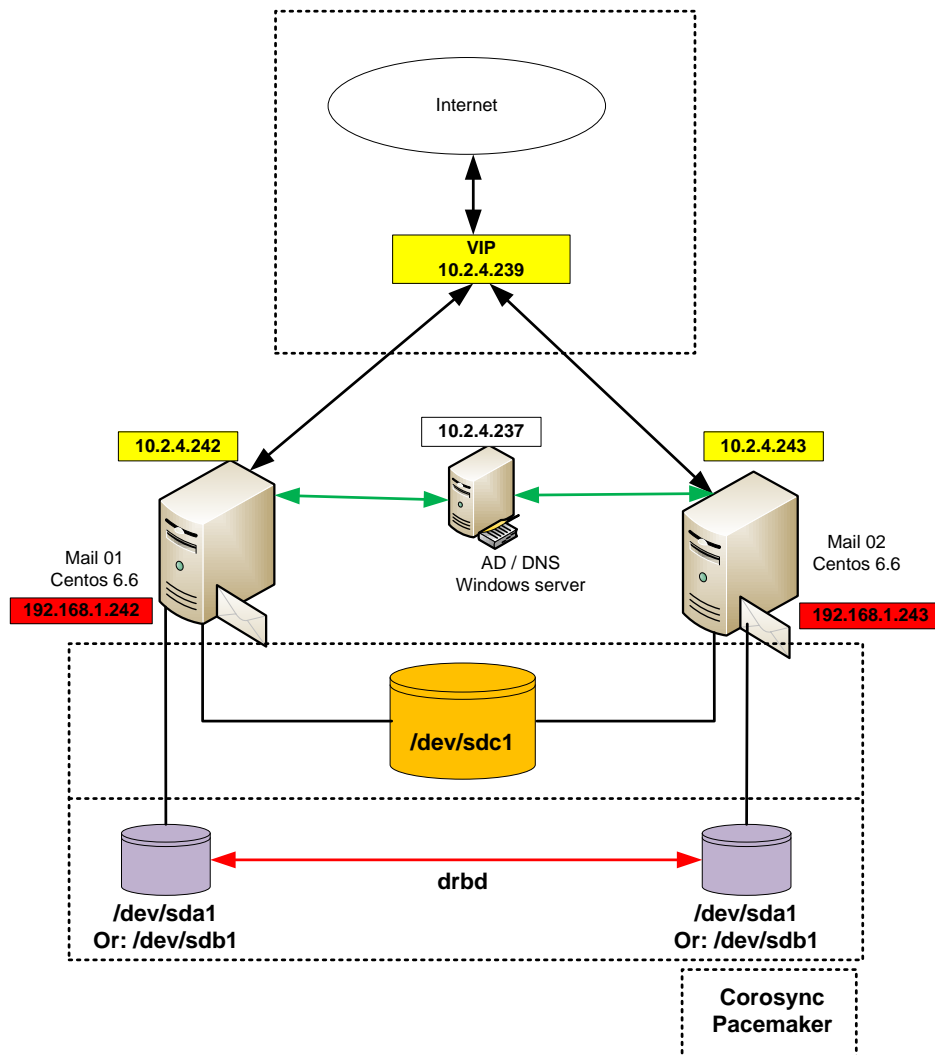 Internet
VIP
10.2.4.239
10.2.4.242
10.2.4.237
10.2.4.243
Mail 01
Centos 6.6
192.168.1.242
AD / DNS
Windows server
Mail 02
Centos 6.6
192.168.1.243
/dev/sdc1
drbd
/dev/sda1
Or: /dev/sdb1
/dev/sda1
Or: /dev/sdb1
Corosync
Pacemaker